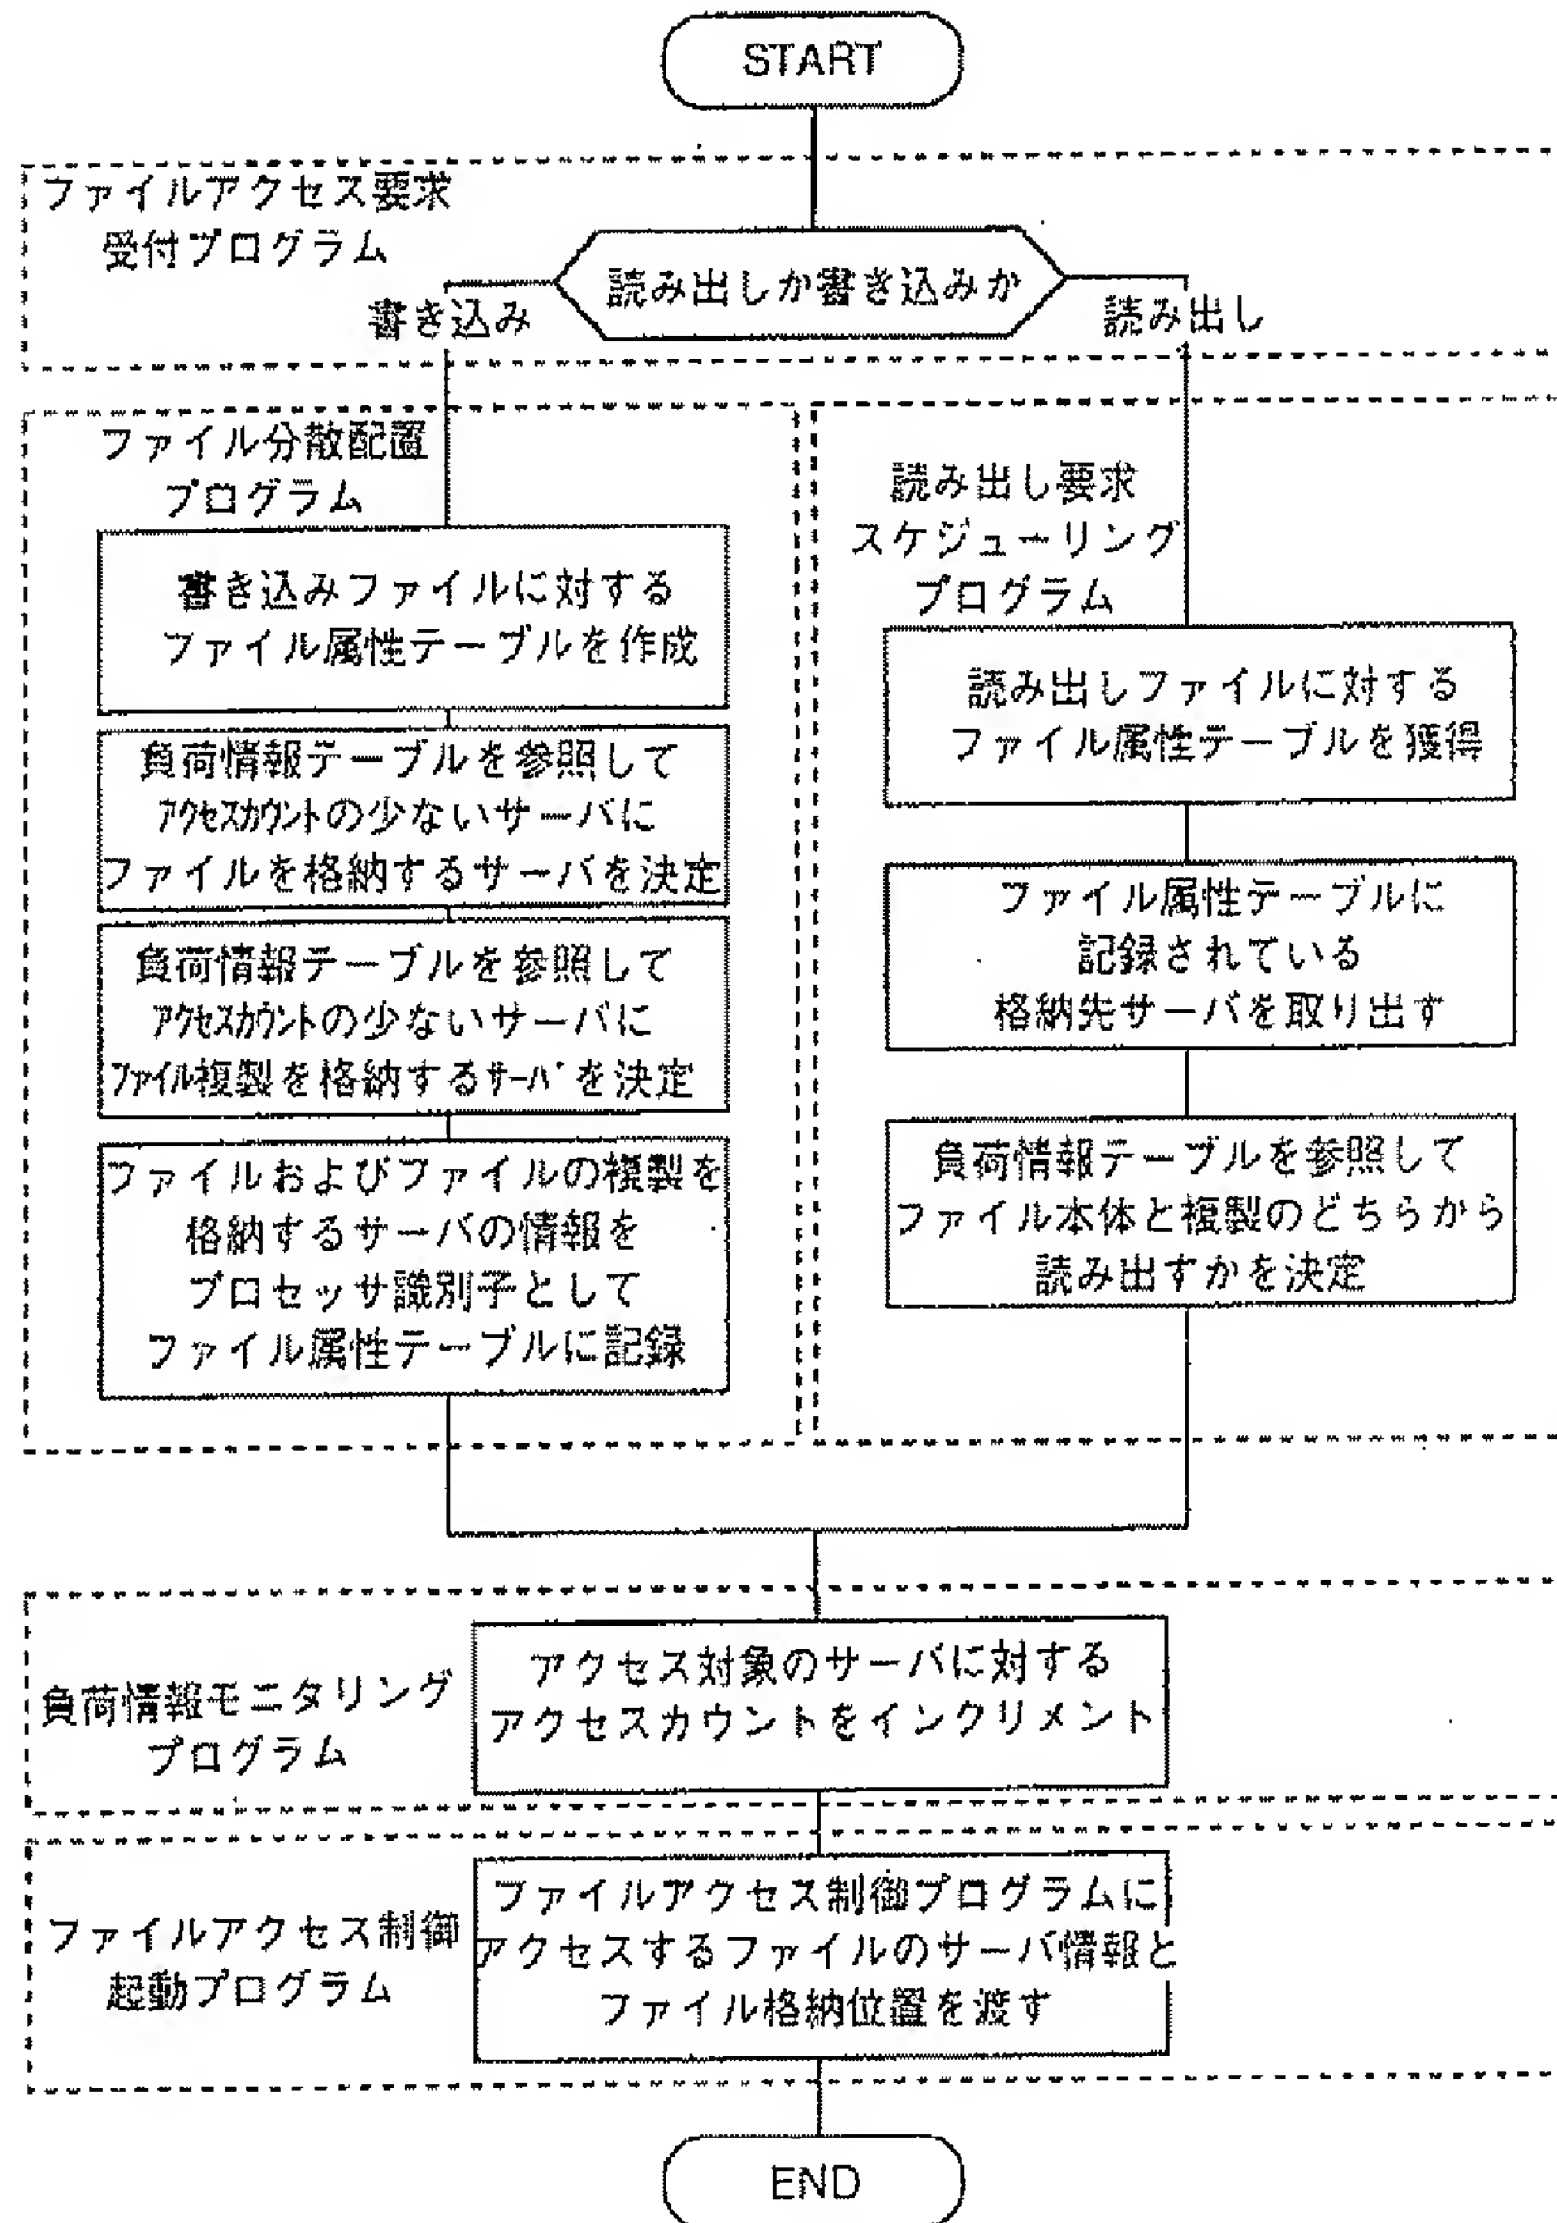 START
ファイルアクセス要求
受付プログラム
読み出しか書き込みか
書き込み
読み出し
ファイル分散配置
プログラム
書き込みファイルに対する
ファイル属性テーブルを作成
負荷情報テーブルを参照して
アクセスカウントの少ないサーバに
ファイルを格納するサーバを決定
負荷情報テーブルを参照して
アクセスカウントの少ないサーバに
ファイル複製を格納するサーバを決定
ファイルおよびファイルの複製を
格納するサーバの情報を
プロセッサ識別子として
ファイル属性テーブルに記録
読み出し要求
スケジューリング
プログラム
読み出しファイルに対する
ファイル属性テーブルを獲得
ファイル属性テーブルに
記録されている
格納先サーバを取り出す
負荷情報テーブルを参照して
ファイル本体と複製のどちらから
読み出すかを決定
負荷情報モニタリング
プログラム
アクセス対象のサーバに対する
アクセスカウントをインクリメント
ファイルアクセス制御
起動プログラム
ファイルアクセス制御プログラムに
アクセスするファイルのサーバ情報と
ファイル格納位置を渡す
END